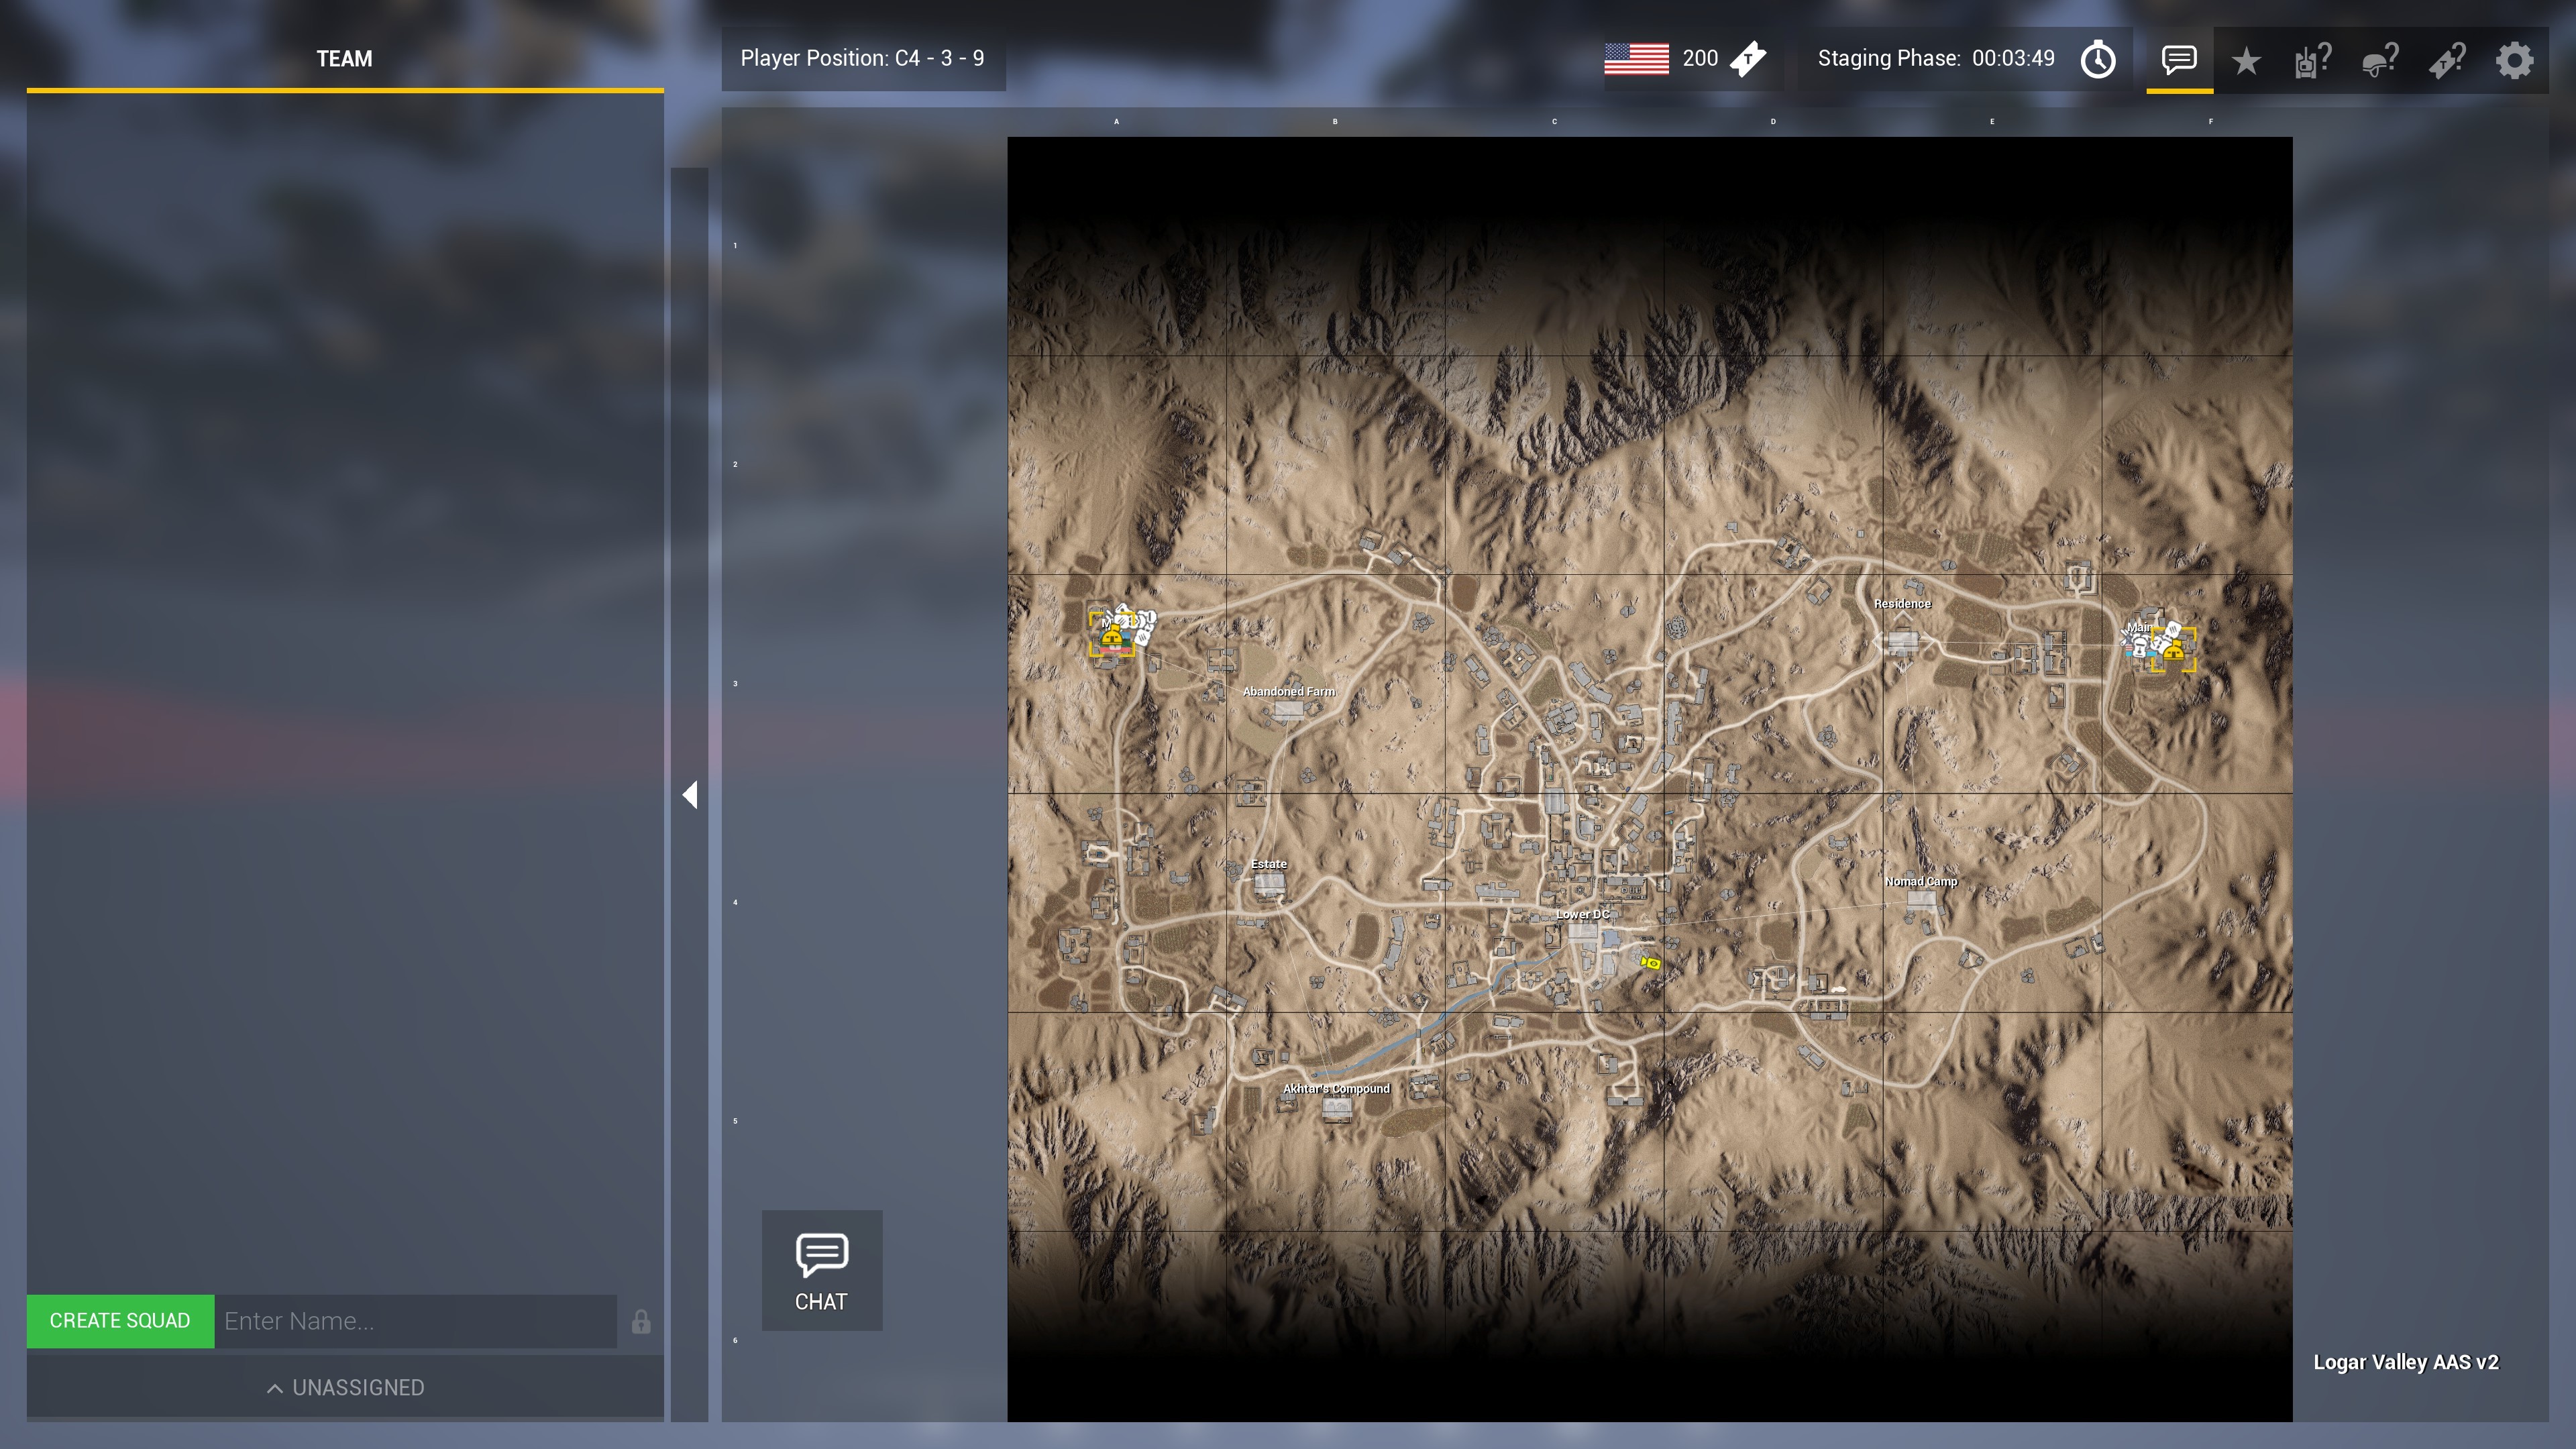 TEAM
Player Position: C4 - 3 - 9
200
T
Staging Phase: 00:03:49
A B C D E F
1
2
3
4
5
6
Residence
Main
Abandoned Farm
Estate
Nomad Camp
Lower DC
Akhtar's Compound
CHAT
CREATE SQUAD
Enter Name...
UNASSIGNED
Logar Valley AAS v2